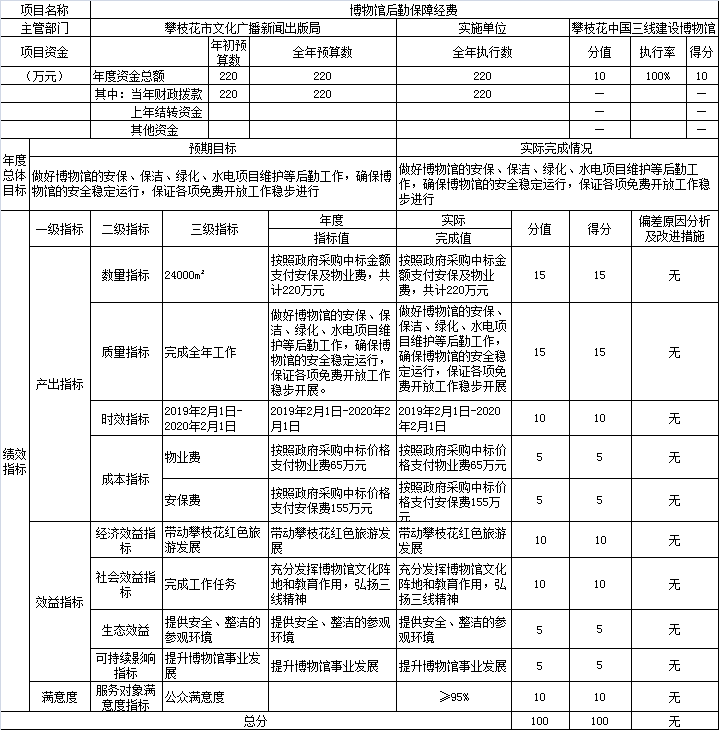 项目名称 博物馆后勤保障经费
主管部门 攀枝花市文化广播新闻出版局 实施单位 攀枝花中国三线建设博物馆
项目资金 年初预算数 全年预算数 全年执行数 分值 执行率 得分
（万元） 年度资金总额 220 220 220 10 100% 10
其中：当年财政拨款 220 220 220 — —
上年结转资金 — —
其他资金 — —
年度总体目标 预期目标 实际完成情况
做好博物馆的安保、保洁、绿化、水电项目维护等后勤工作，确保博
物馆的安全稳定运行，保证各项免费开放工作稳步进行
做好博物馆的安保、保洁、绿化、水电项目维护等后勤工
作，确保博物馆的安全稳定运行，保证各项免费开放工作稳
步进行
绩效指标 一级指标 二级指标 三级指标 年度 指标值 实际 完成值 分值 得分 偏差原因分析及改进措施
产出指标 数量指标 24000㎡ 按照政府采购中标金额支付安保及物业费，共计220万元 按照政府采购中标金额支付安保及物业费，共计220万元 15 15 无
质量指标 完成全年工作 做好博物馆的安保、保洁、绿化、水电项目维护等后勤工作，确保博物馆的安全稳定运行，保证各项免费开放工作稳步开展。 做好博物馆的安保、保洁、绿化、水电项目维护等后勤工作，确保博物馆的安全稳定运行，保证各项免费开放工作稳步开展 15 15 无
时效指标 2019年2月1日-2020年2月1日 2019年2月1日-2020年2月1日 2019年2月1日-2020年2月1日 10 10 无
成本指标 物业费 按照政府采购中标价格支付物业费65万元 按照政府采购中标价格支付物业费65万元 5 5 无
安保费 按照政府采购中标价格支付安保费155万元 按照政府采购中标价格支付安保费155万元 5 5 无
效益指标 经济效益指标 带动攀枝花红色旅游发展 带动攀枝花红色旅游发展 带动攀枝花红色旅游发展 10 10 无
社会效益指标 完成工作任务 充分发挥博物馆文化阵地和教育作用，弘扬三线精神 充分发挥博物馆文化阵地和教育作用，弘扬三线精神 10 10 无
生态效益 提供安全、整洁的参观环境 提供安全、整洁的参观环境 提供安全、整洁的参观环境 5 5 无
可持续影响指标 提升博物馆事业发展 提升博物馆事业发展 提升博物馆事业发展 5 5 无
满意度 服务对象满意度指标 公众满意度 ≥95% 10 10 无
总分 100 100 无